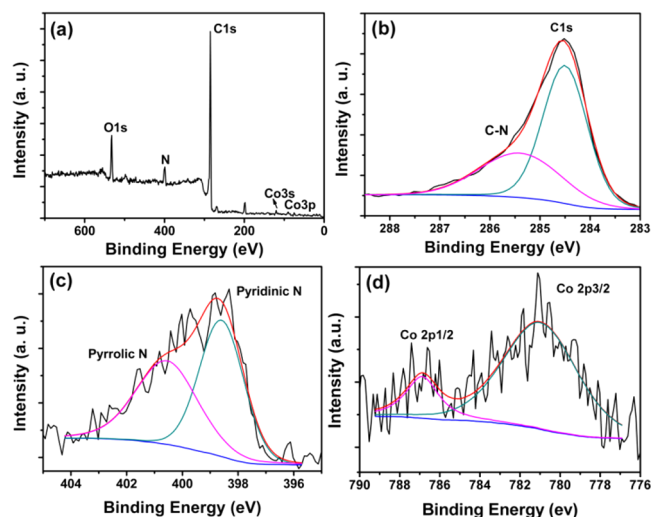 (a)
C1s
O1s
N
Co3s
Co3p
Intensity (a. u.)
600 400 200 0
Binding Energy (eV)
(b)
C1s
C-N
Intensity (a. u.)
288 287 286 285 284 283
Binding Energy (eV)
(c)
Pyridinic N
Pyrrolic N
Intensity (a.u.)
404 402 400 398 396
Binding Energy (eV)
(d)
Co 2p3/2
Co 2p1/2
Intensity (a.u.)
790 788 786 784 782 780 778 776
Binding Energy (ev)